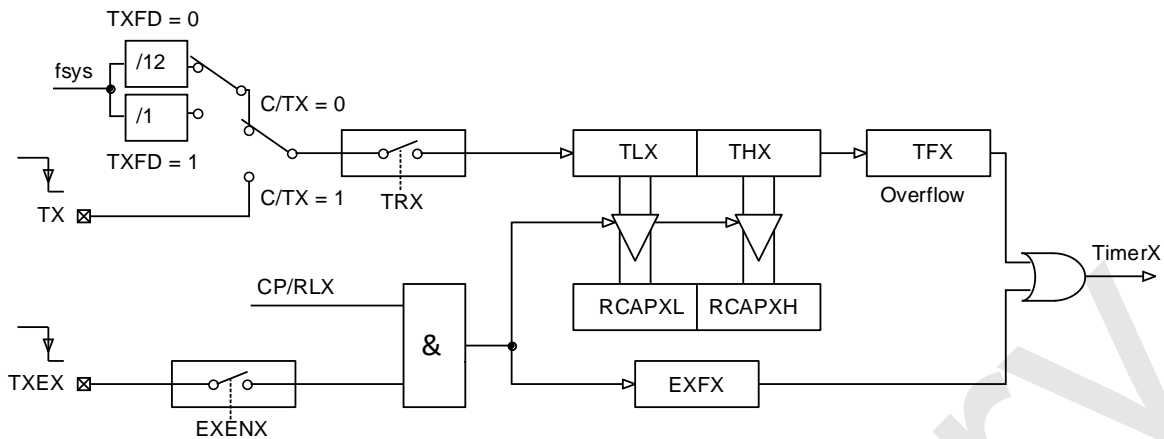 TXFD = 0
/12
fsys
C/TX = 0
/1
TXFD = 1
TLX
THX
TFX
Overflow
TX
C/TX = 1
TRX
TimerX
CP/RLX
RCAPXL
RCAPXH
&
TXEX
EXFX
EXENX